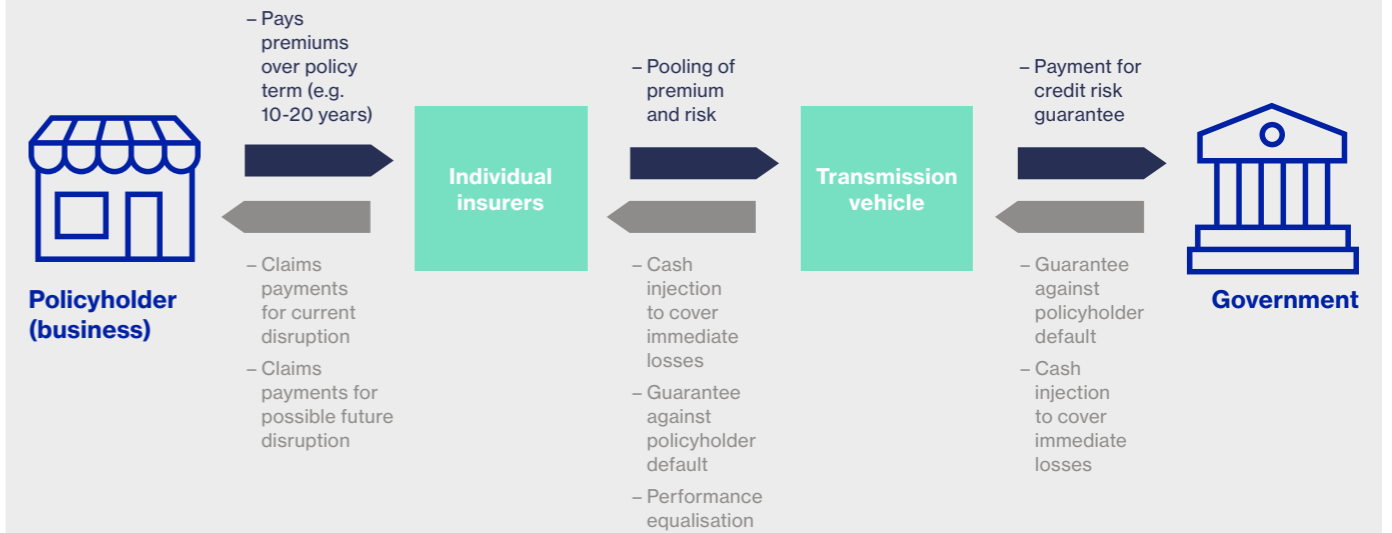 – Pays
premiums
over policy
term (e.g.
10-20 years)
– Pooling of
premium
and risk
– Payment for
credit risk
guarantee
Individual
insurers
Transmission
vehicle
Policyholder
(business)
Government
– Claims
payments
for current
disruption
– Claims
payments for
possible future
disruption
– Cash
injection
to cover
immediate
losses
– Guarantee
against
policyholder
default
– Performance
equalisation
– Guarantee
against
policyholder
default
– Cash
injection
to cover
immediate
losses